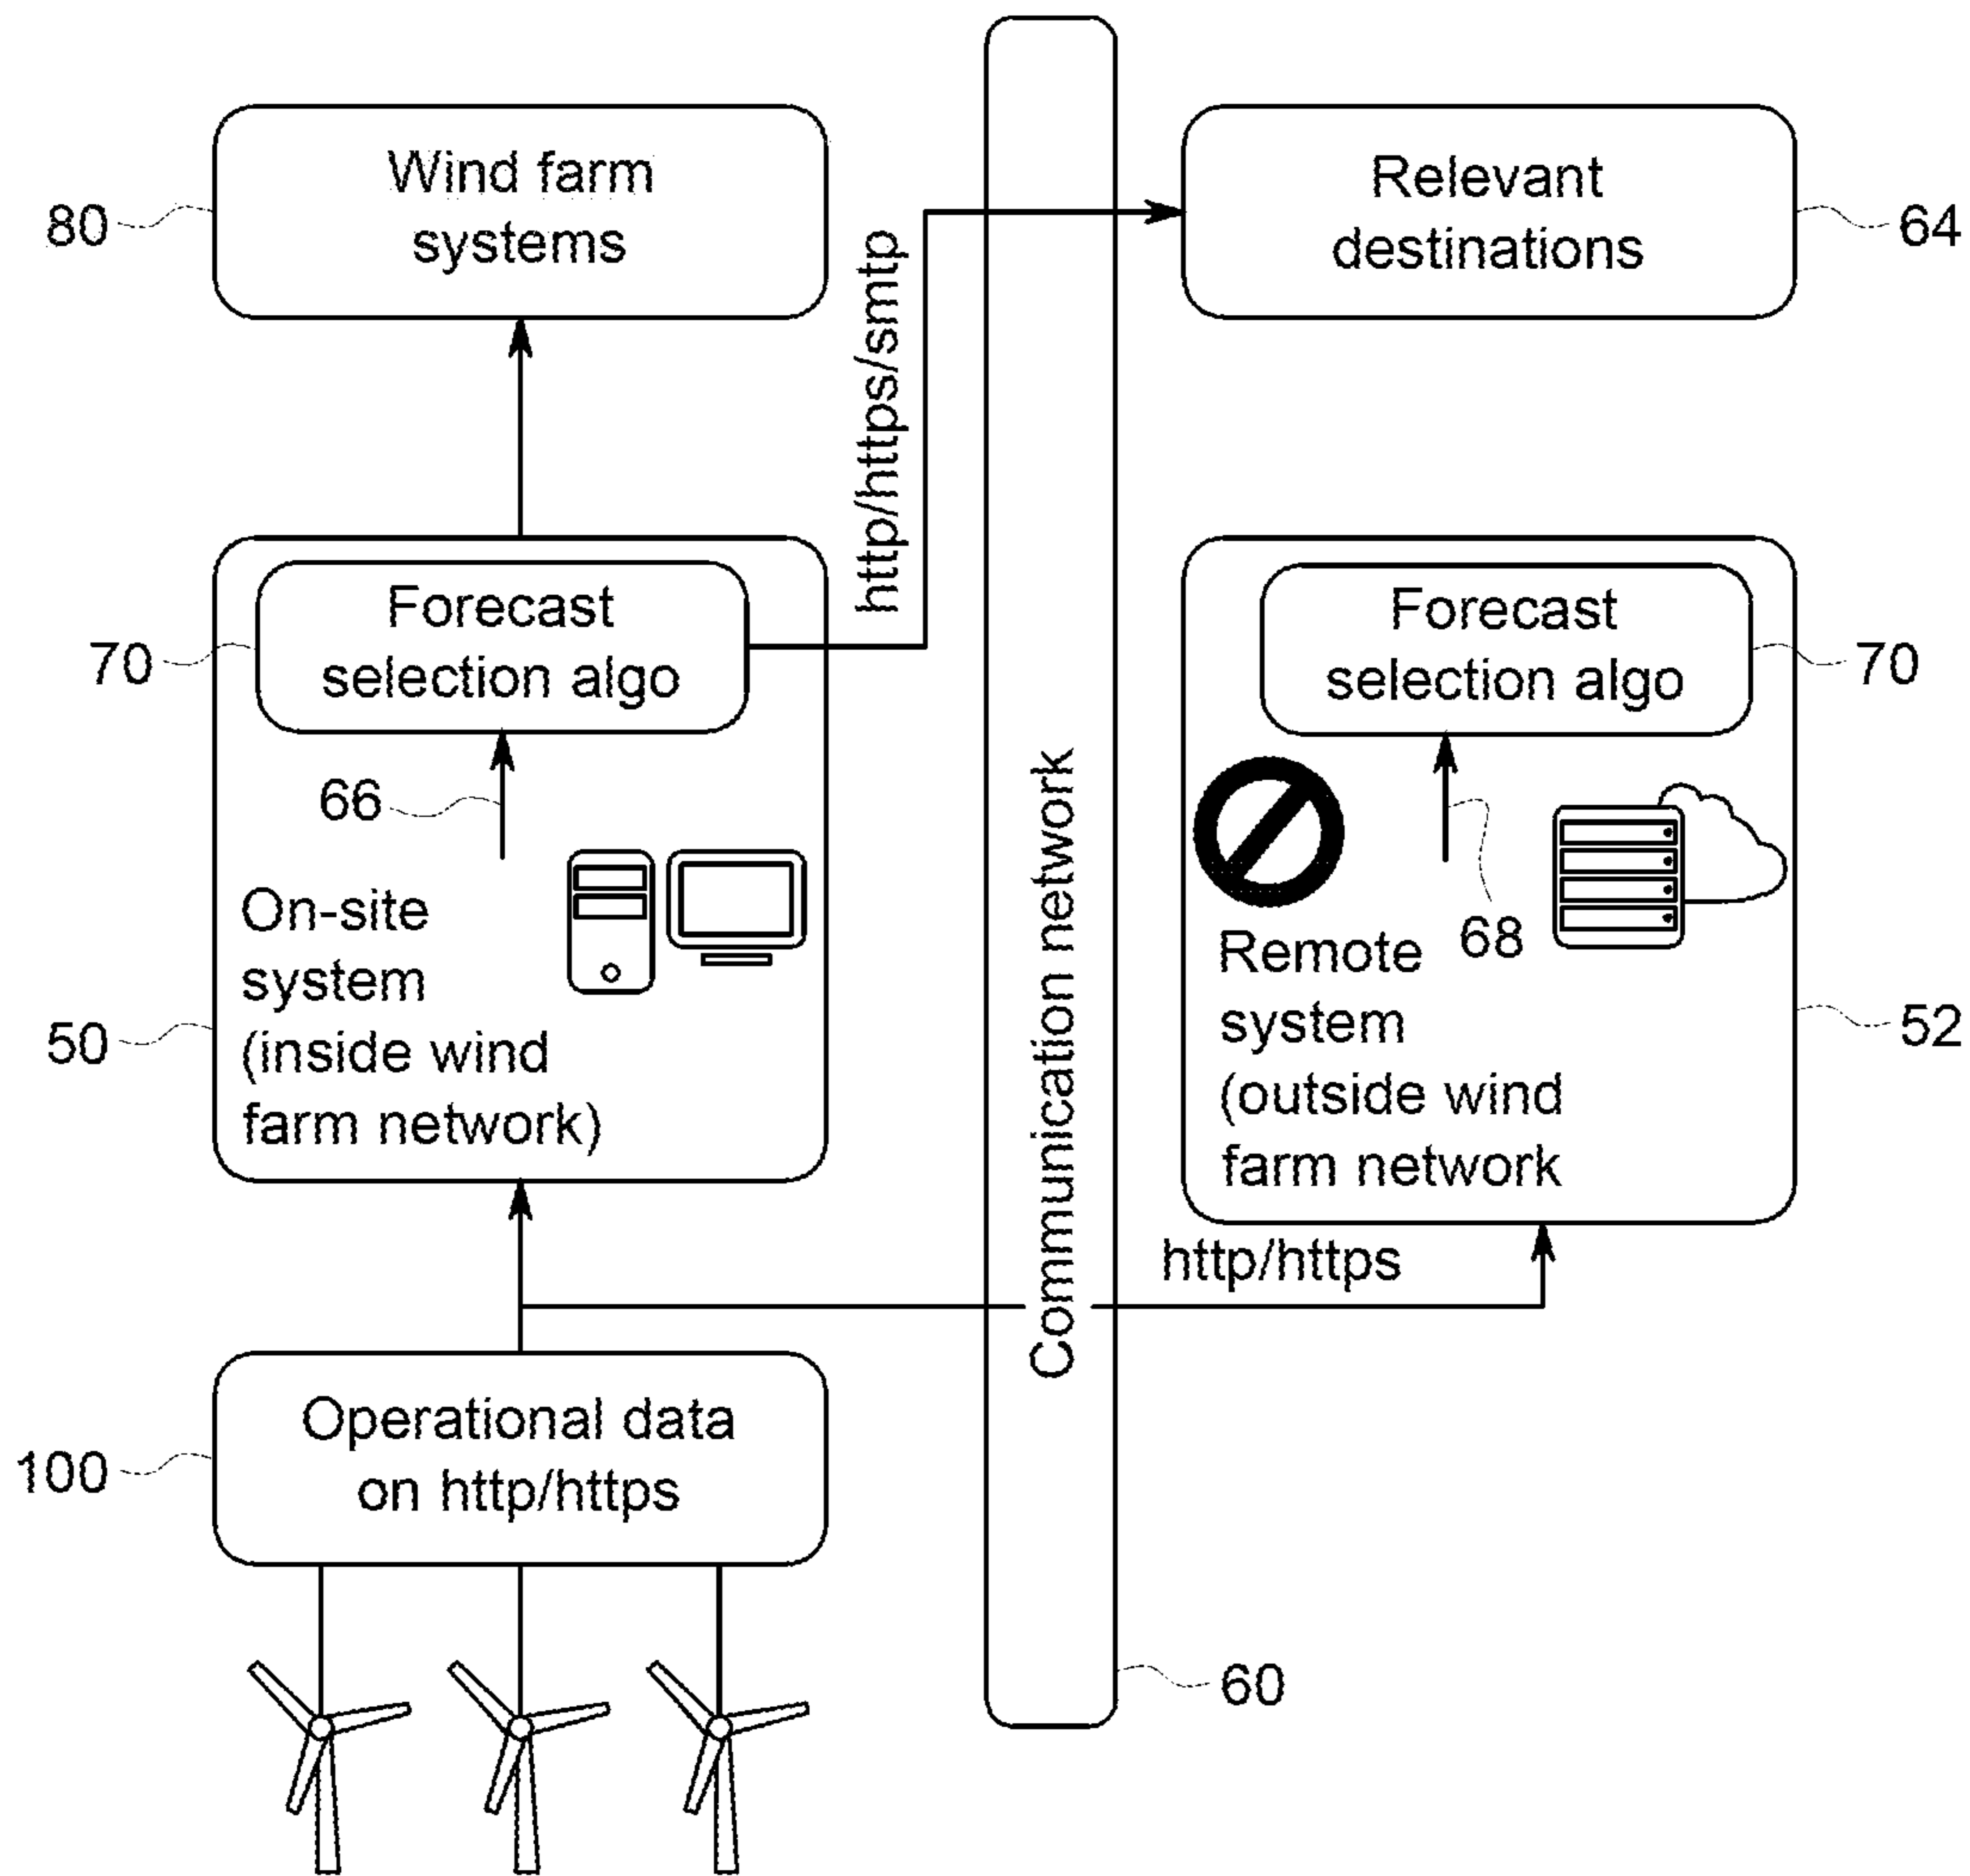 Wind farm
systems
80
http/https/smtp
Relevant
destinations
64
Forecast
selection algo
70
66
On-site
system
(inside wind
farm network)
50
Communication network
Forecast
selection algo
70
68
Remote
system
(outside wind
farm network
52
http/https
Operational data
on http/https
100
60